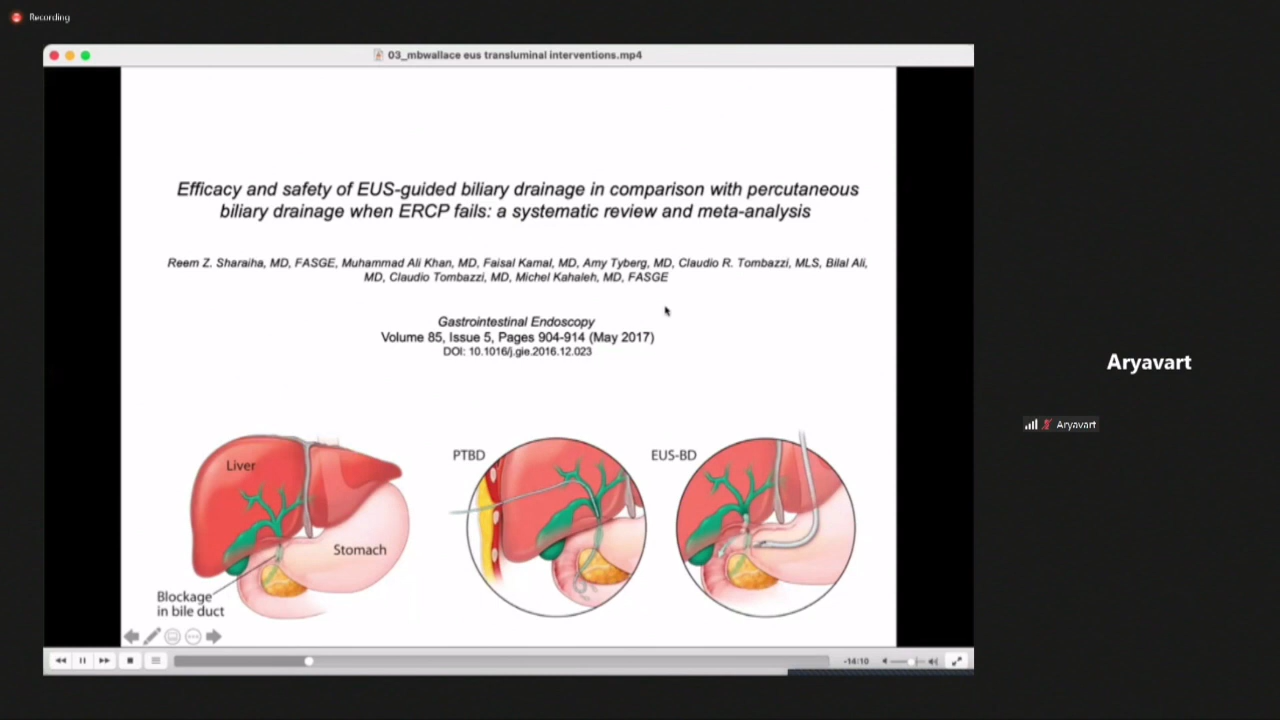 Recording
03_mbwallace eus transluminal interventions.mp4
Efficacy and safety of EUS-guided biliary drainage in comparison with percutaneous
biliary drainage when ERCP fails: a systematic review and meta-analysis
Reem Z. Sharaiha, MD, FASGE, Muhammad Ali Khan, MD, Faisal Kamal, MD, Amy Tyberg, MD, Claudio R. Tombazzi, MLS, Bilal Ali,
MD, Claudio Tombazzi, MD, Michel Kahaleh, MD, FASGE
Gastrointestinal Endoscopy
Volume 85, Issue 5, Pages 904-914 (May 2017)
DOI: 10.1016/j.gie.2016.12.023
Liver
Stomach
Blockage
in bile duct
PTBD
EUS-BD
-14:10
Aryavart
Aryavart